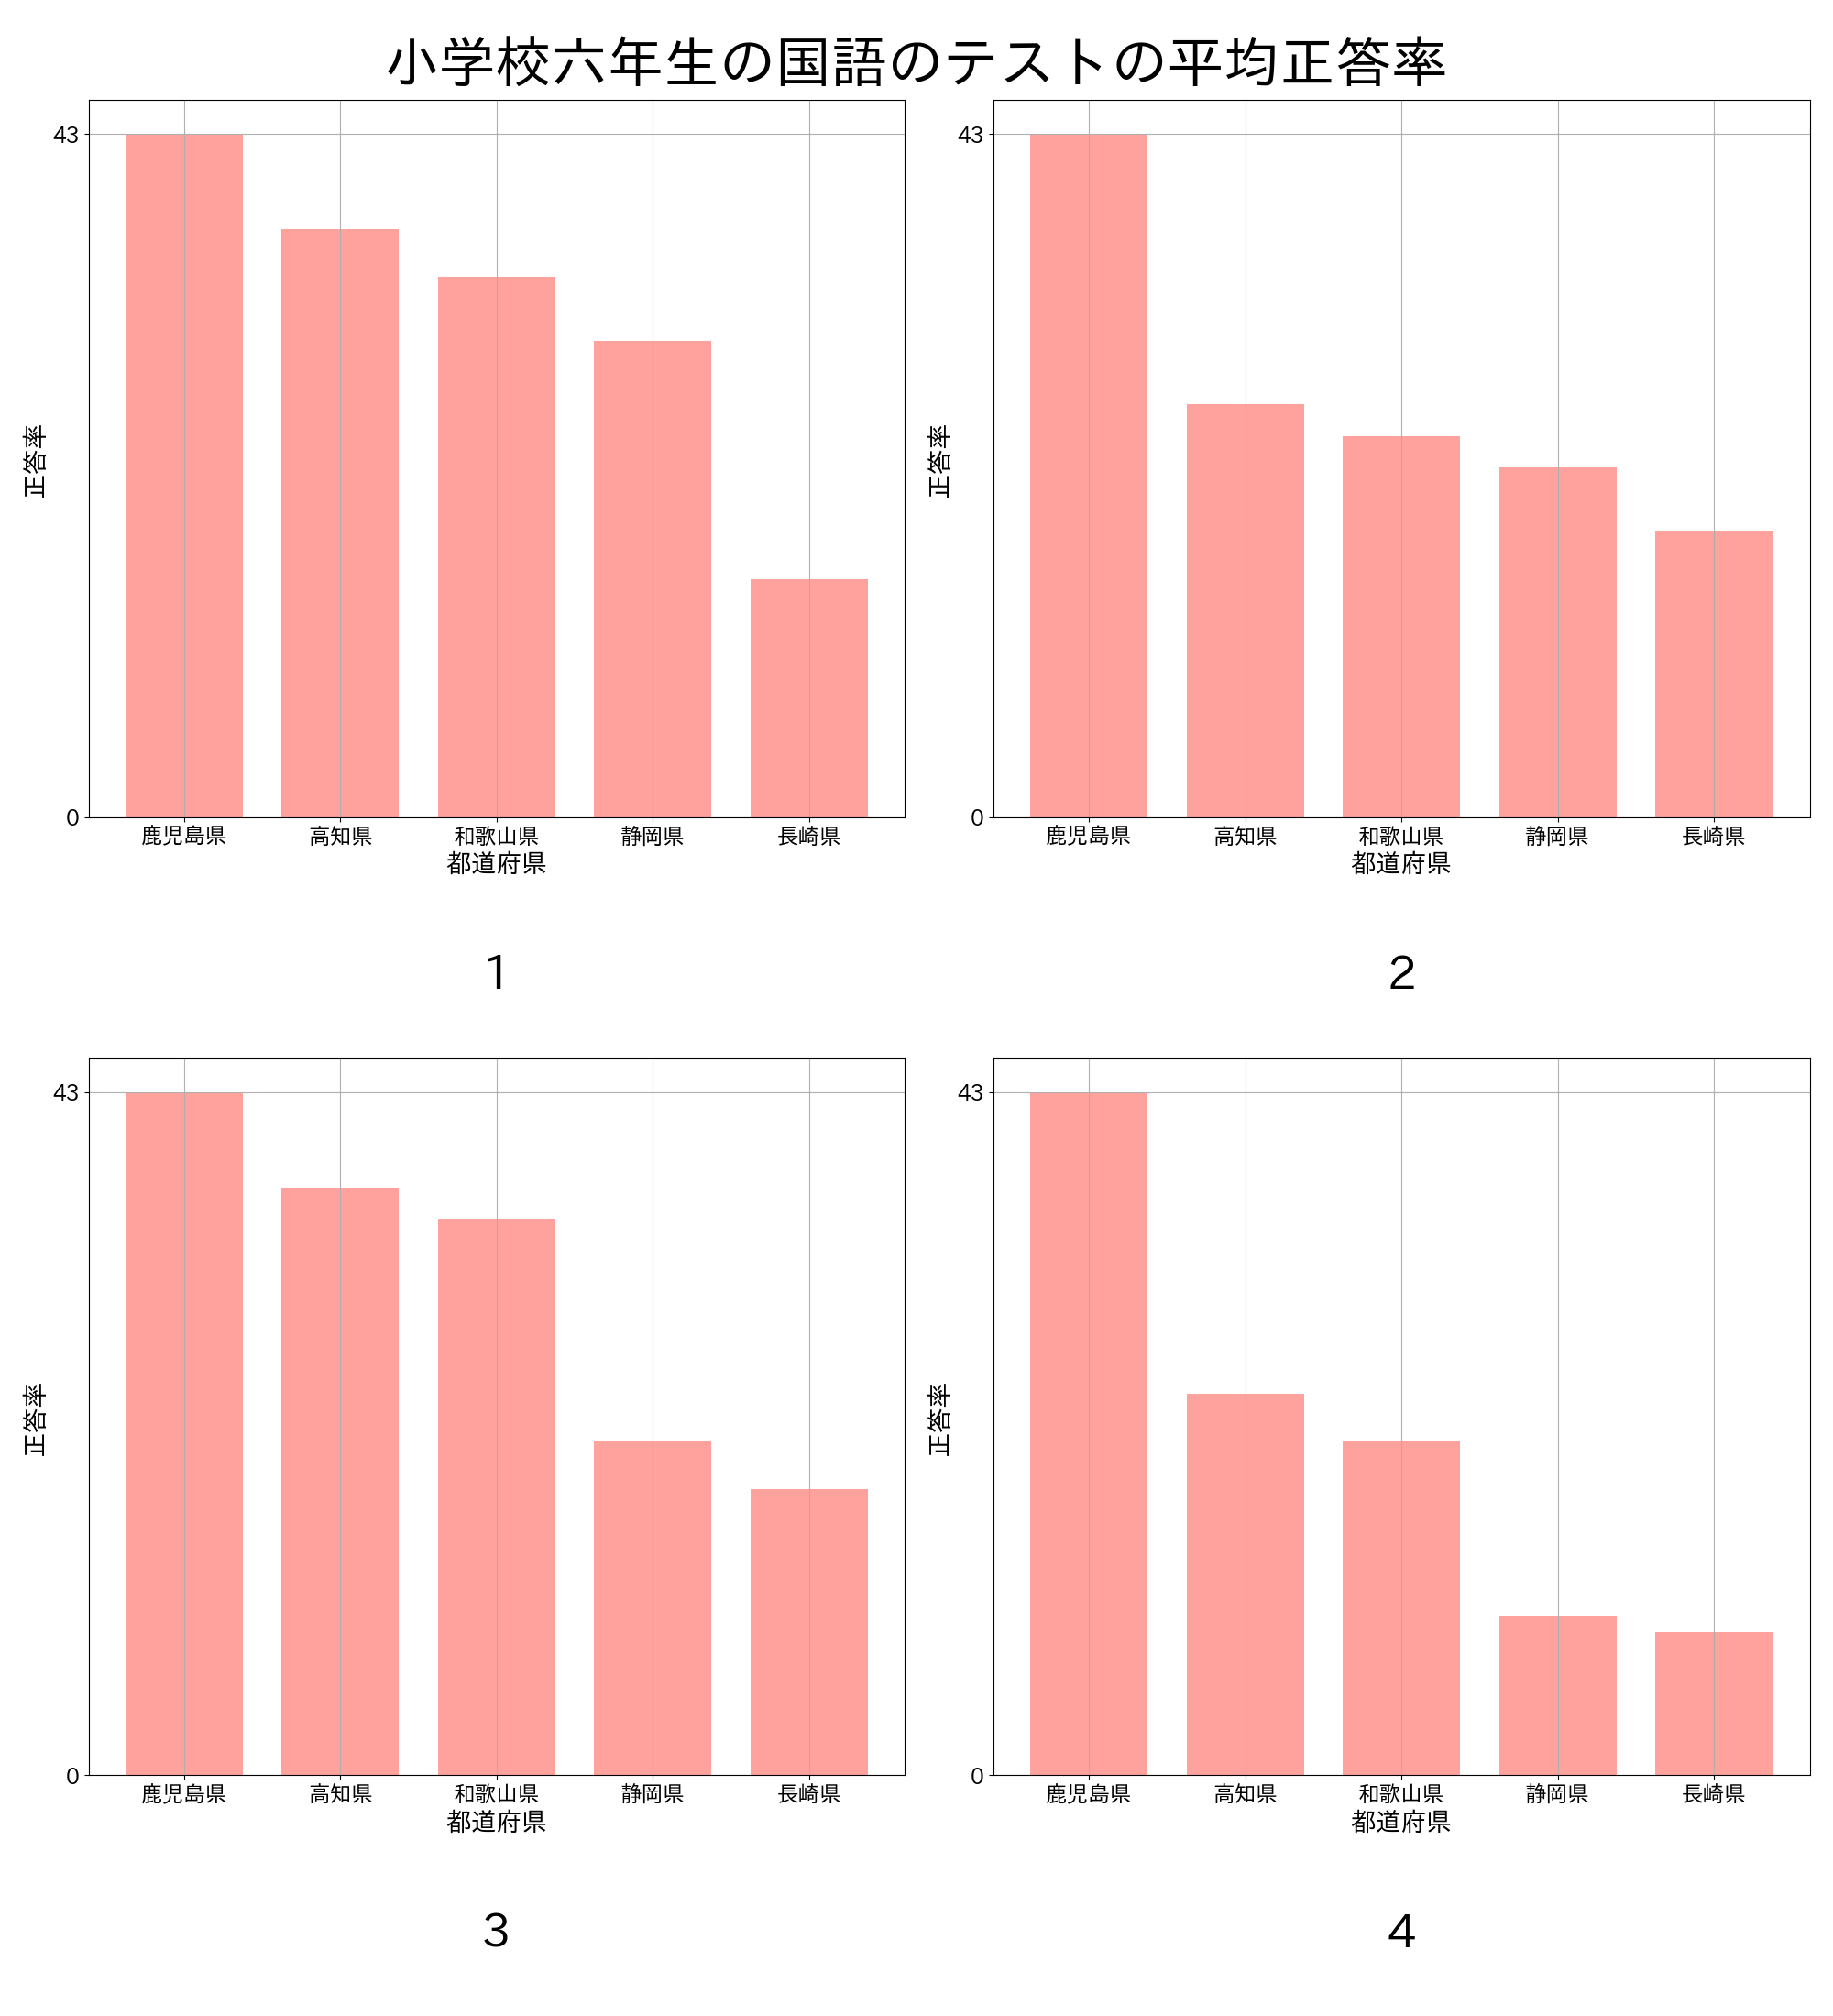 小学校六年生の国語のテストの平均正答率
43
0
正答率
鹿児島県 高知県 和歌山県 静岡県 長崎県
都道府県
1
43
0
正答率
鹿児島県 高知県 和歌山県 静岡県 長崎県
都道府県
2
43
0
正答率
鹿児島県 高知県 和歌山県 静岡県 長崎県
都道府県
3
43
0
正答率
鹿児島県 高知県 和歌山県 静岡県 長崎県
都道府県
4